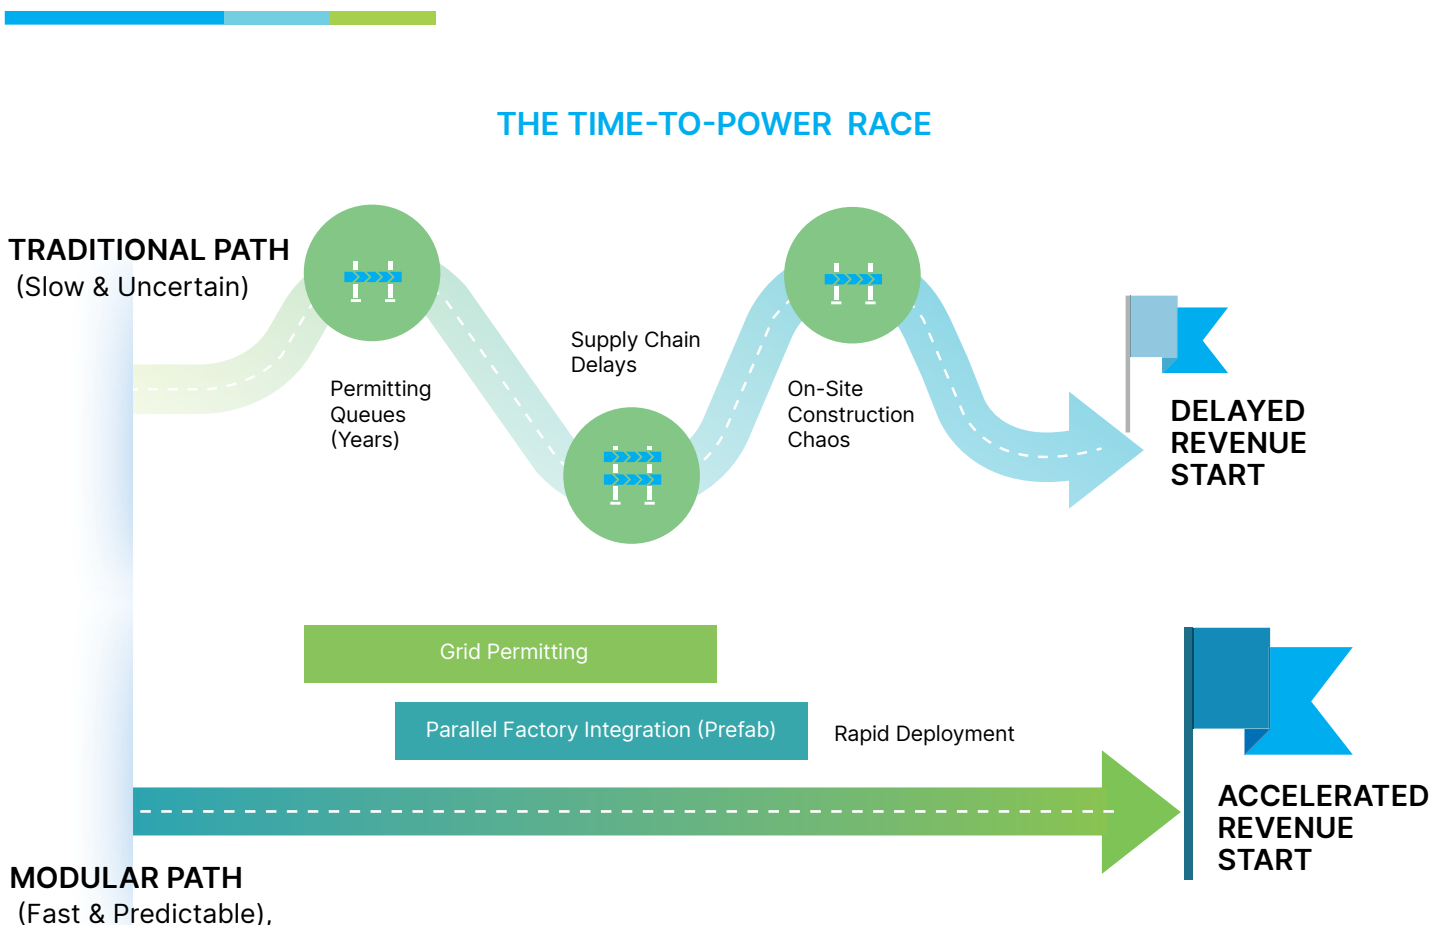 THE TIME-TO-POWER RACE
TRADITIONAL PATH
(Slow & Uncertain)
Permitting
Queues
(Years)
Supply Chain
Delays
On-Site
Construction
Chaos
DELAYED
REVENUE
START
Grid Permitting
Parallel Factory Integration (Prefab)
Rapid Deployment
ACCELERATED
REVENUE
START
MODULAR PATH
(Fast & Predictable),